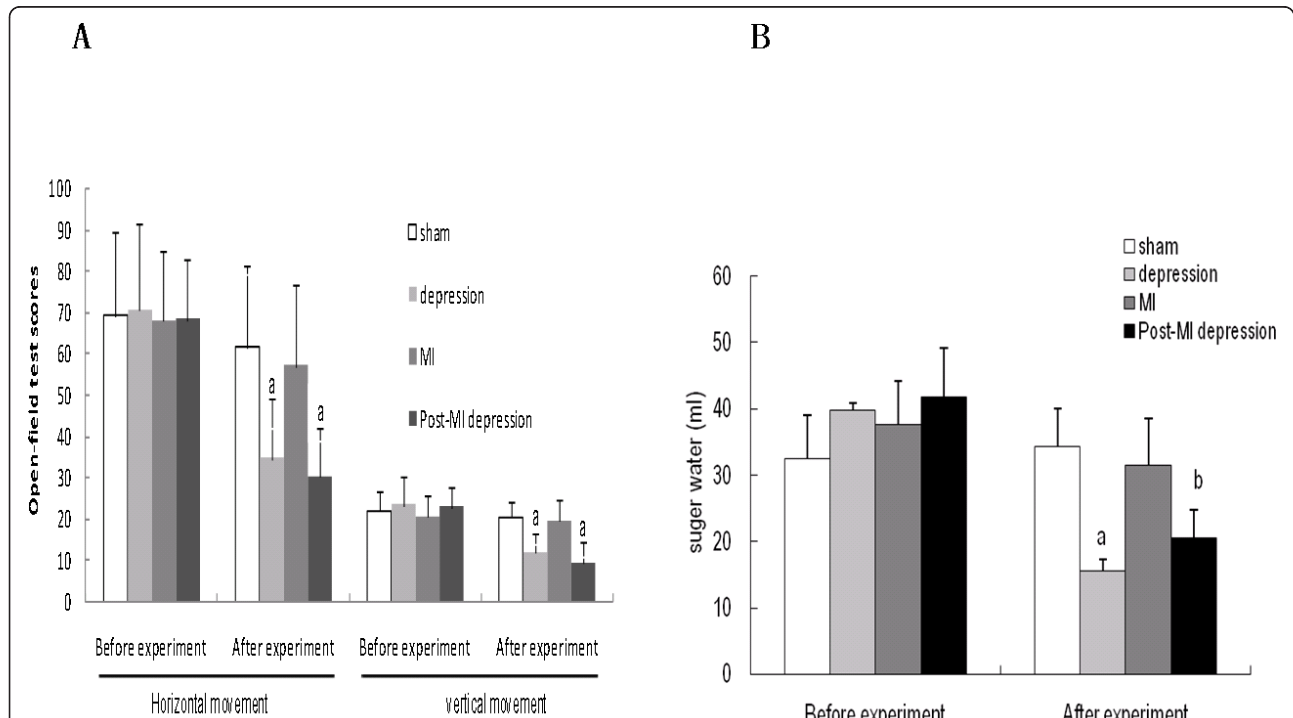 A
100
90
80
70
60
50
40
30
20
10
0
Open-field test scores
sham
depression
MI
Post-MI depression
a
a
a
a
Before experiment
After experiment
Before experiment
After experiment
Horizontal movement
vertical movement
B
60
50
40
30
20
10
0
suger water (ml)
sham
depression
MI
Post-MI depression
a
b
Before experiment
After experiment